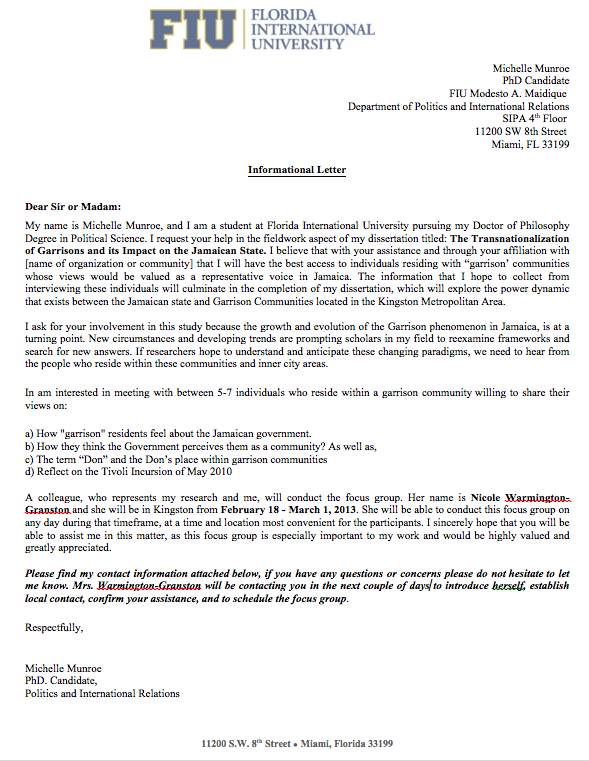 FIU
FLORIDA
INTERNATIONAL
UNIVERSITY
Michelle Munroe
PhD Candidate
FIU Modesto A. Maidique
Department of Politics and International Relations
SIPA 4th Floor
11200 SW 8th Street
Miami, FL 33199
Informational Letter
Dear Sir or Madam:
My name is Michelle Munroe, and I am a student at Florida International University pursuing my Doctor of Philosophy
Degree in Political Science. I request your help in the fieldwork aspect of my dissertation titled: The Transnationalization
of Garrisons and its Impact on the Jamaican State. I believe that with your assistance and through your affiliation with
[name of organization or community] that I will have the best access to individuals residing with “garrison’ communities
whose views would be valued as a representative voice in Jamaica. The information that I hope to collect from
interviewing these individuals will culminate in the completion of my dissertation, which will explore the power dynamic
that exists between the Jamaican state and Garrison Communities located in the Kingston Metropolitan Area.
I ask for your involvement in this study because the growth and evolution of the Garrison phenomenon in Jamaica, is at a
turning point. New circumstances and developing trends are prompting scholars in my field to reexamine frameworks and
search for new answers. If researchers hope to understand and anticipate these changing paradigms, we need to hear from
the people who reside within these communities and inner city areas.
In am interested in meeting with between 5-7 individuals who reside within a garrison community willing to share their
views on:
a) How "garrison" residents feel about the Jamaican government.
b) How they think the Government perceives them as a community? As well as,
c) The term “Don” and the Don’s place within garrison communities
d) Reflect on the Tivoli Incursion of May 2010
A colleague, who represents my research and me, will conduct the focus group. Her name is Nicole Warmington-
Granston and she will be in Kingston from February 18 - March 1, 2013. She will be able to conduct this focus group on
any day during that timeframe, at a time and location most convenient for the participants. I sincerely hope that you will be
able to assist me in this matter, as this focus group is especially important to my work and would be highly valued and
greatly appreciated.
Please find my contact information attached below, if you have any questions or concerns please do not hesitate to let
me know. Mrs. Warmington-Granston will be contacting you in the next couple of days to introduce herself, establish
local contact, confirm your assistance, and to schedule the focus group.
Respectfully,
Michelle Munroe
PhD. Candidate,
Politics and International Relations
11200 S.W. 8th Street • Miami, Florida 33199